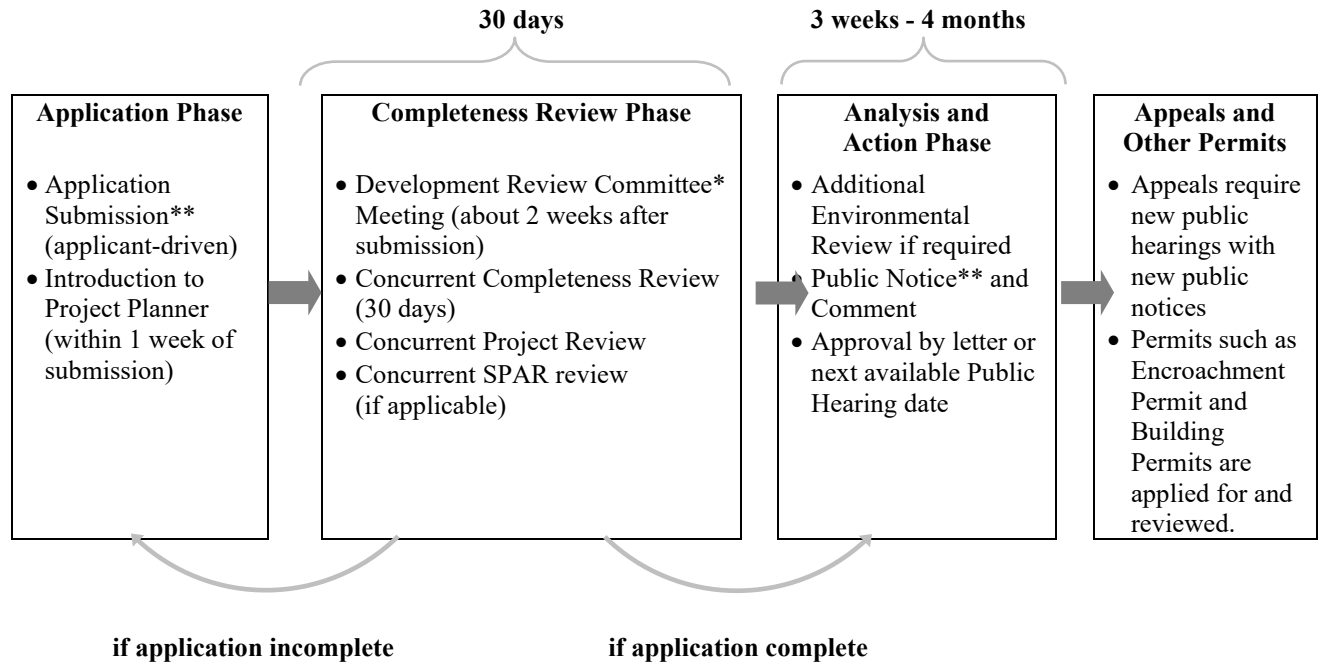 30 days
3 weeks - 4 months
Application Phase
• Application
Submission**
(applicant-driven)
• Introduction to
Project Planner
(within 1 week of
submission)
Completeness Review Phase
• Development Review Committee*
Meeting (about 2 weeks after
submission)
• Concurrent Completeness Review
(30 days)
• Concurrent Project Review
• Concurrent SPAR review
(if applicable)
Analysis and
Action Phase
• Additional
Environmental
Review if required
• Public Notice** and
Comment
• Approval by letter or
next available Public
Hearing date
Appeals and
Other Permits
• Appeals require
new public
hearings with
new public
notices
• Permits such as
Encroachment
Permit and
Building
Permits are
applied for and
reviewed.
if application incomplete
if application complete